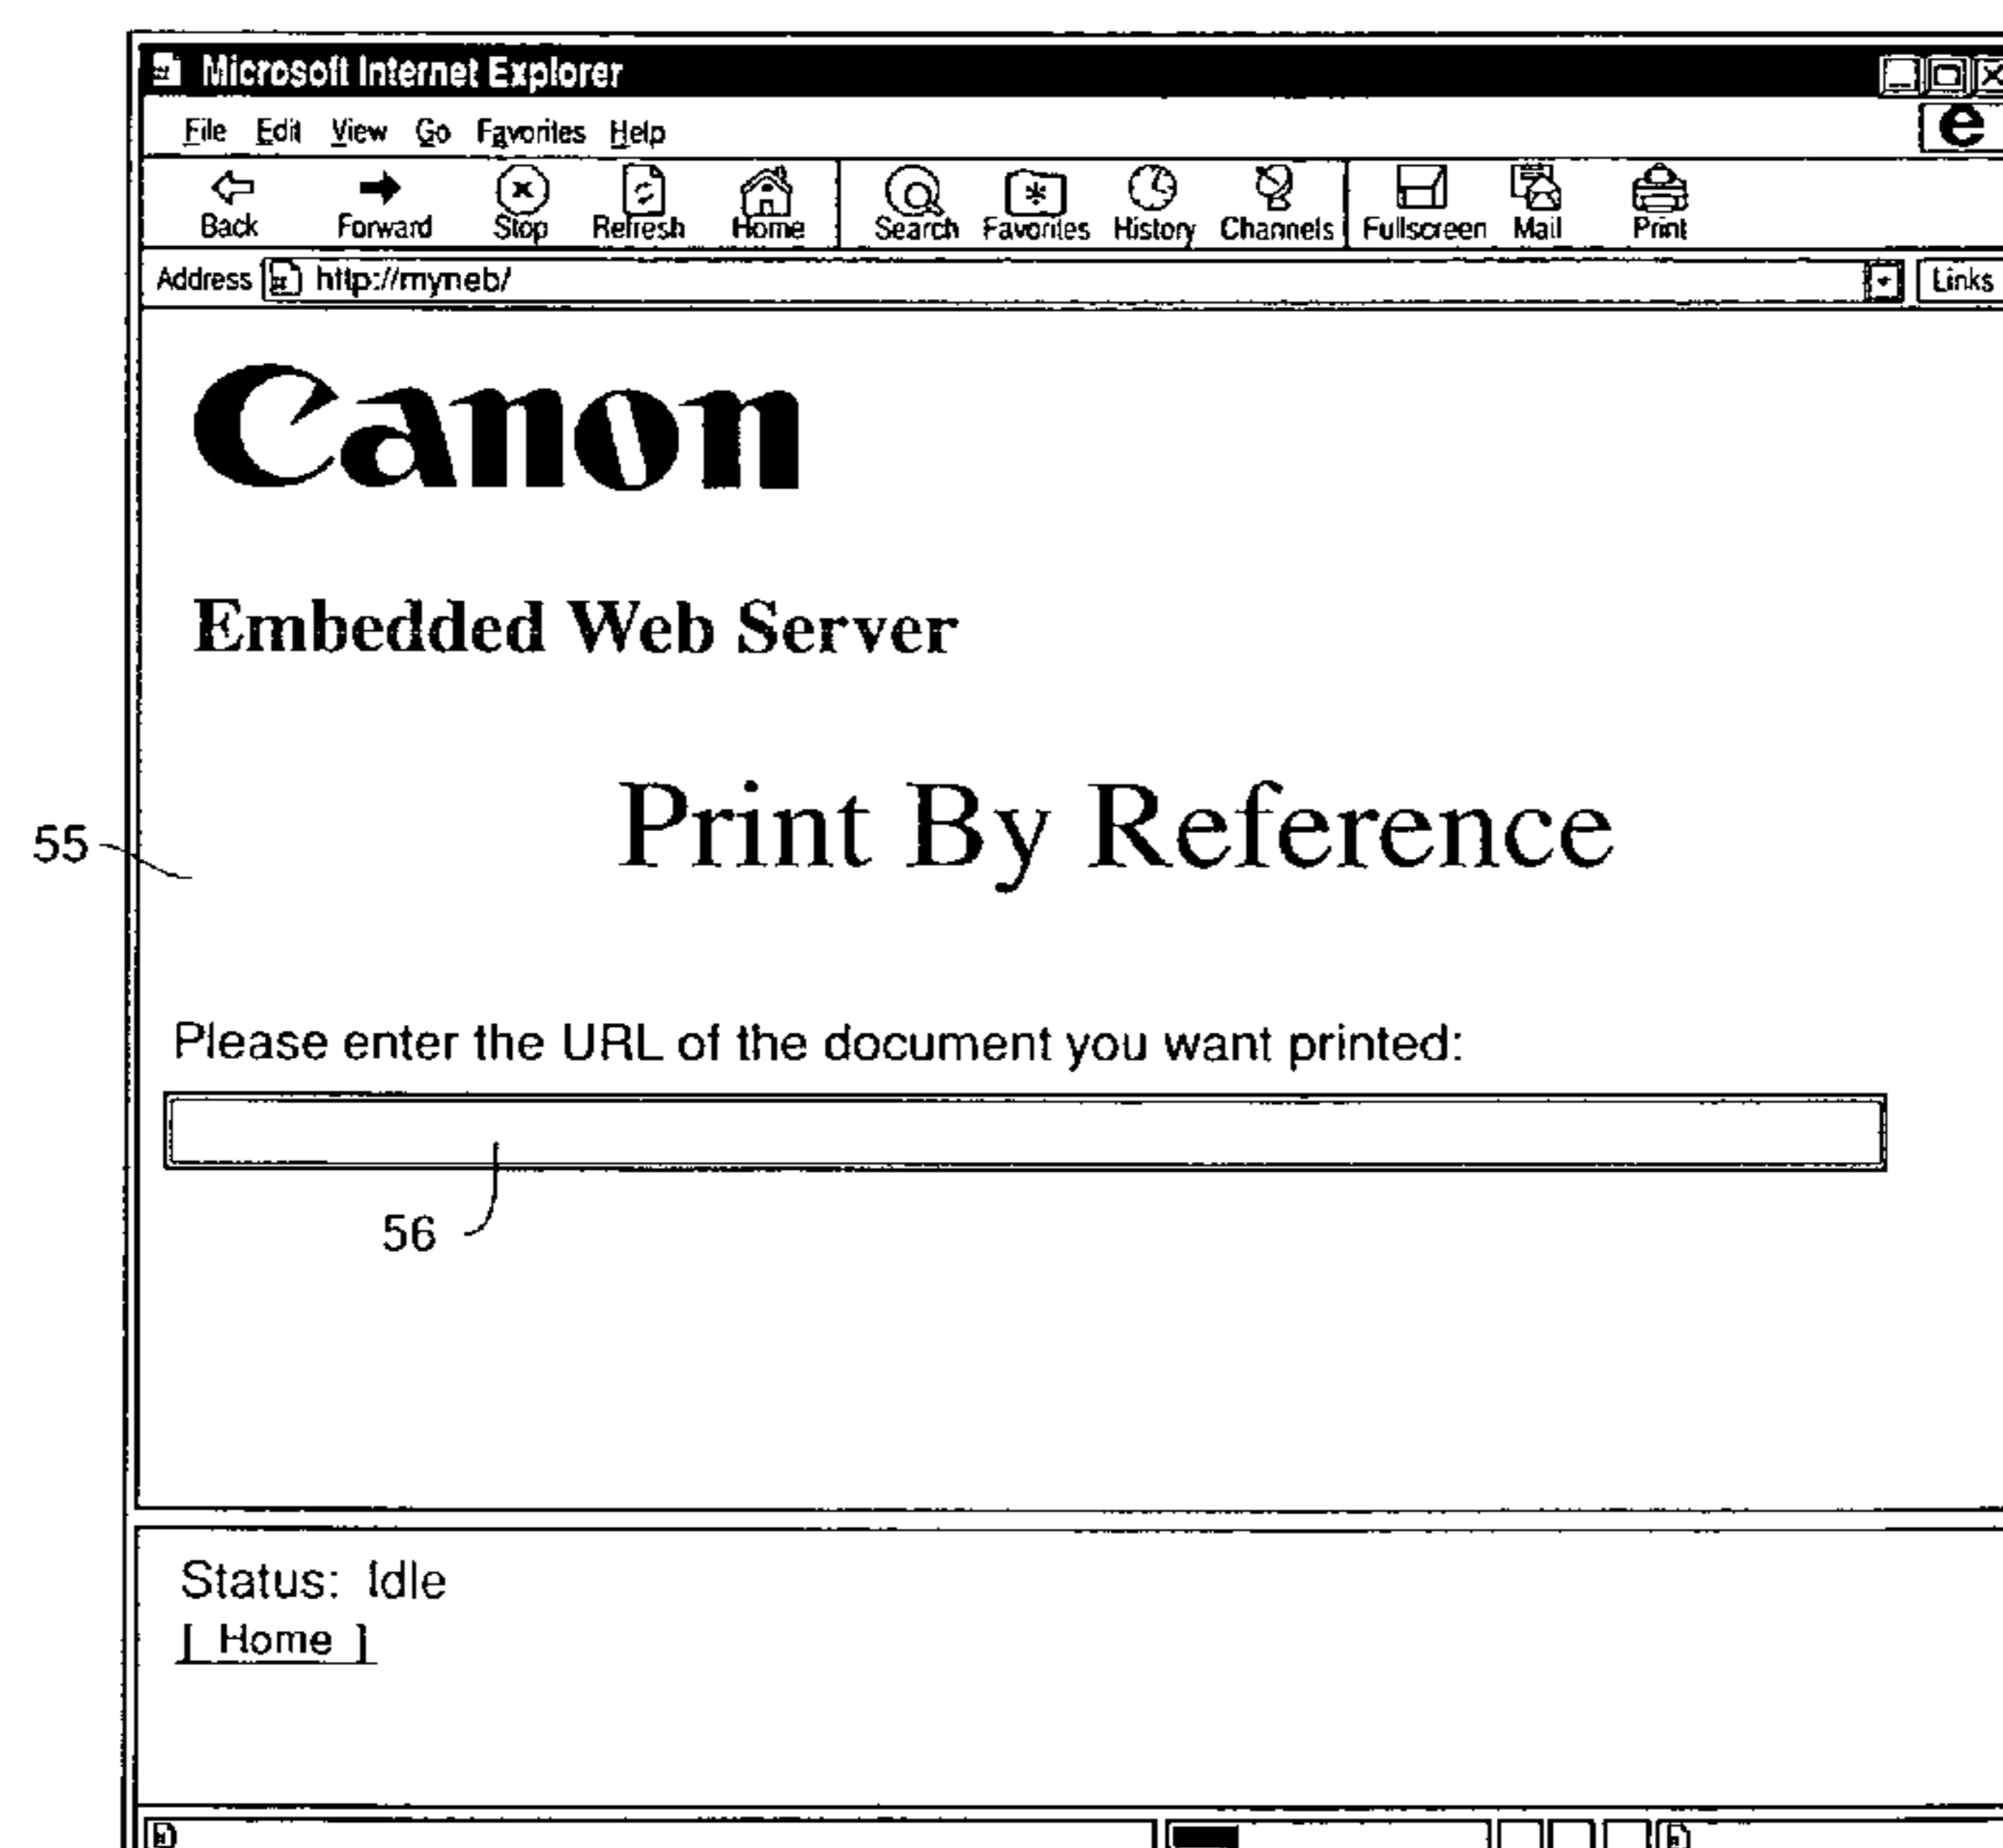 Microsoft Internet Explorer
File Edit View Go Favorites Help
e
Back Forward Stop Refresh Home Search Favorites History Channels Fullscreen Mail Print
Address http://myneb/ Links
Canon
Embedded Web Server
Print By Reference
55
Please enter the URL of the document you want printed:
56
Status: Idle
[ Home ]